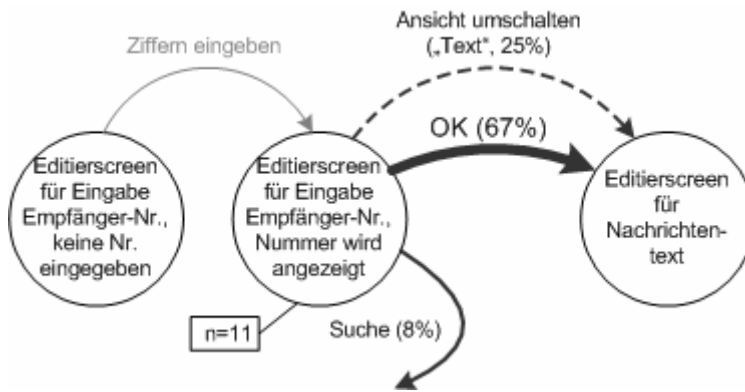 Ansicht umschalten
(„Text“, 25%)
Ziffern eingeben
OK (67%)
Editierscreen
für Eingabe
Empfänger-Nr.,
keine Nr.
eingegeben
Editierscreen
für Eingabe
Empfänger-Nr.,
Nummer wird
angezeigt
Editierscreen
für
Nachrichten-
text
n=11
Suche (8%)